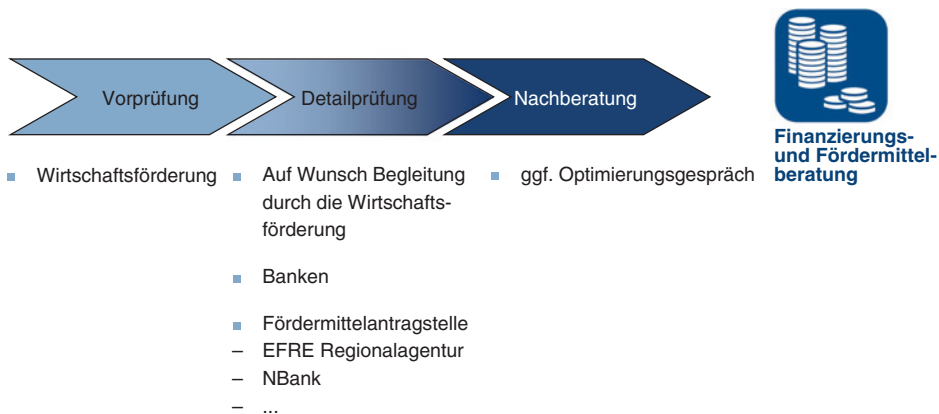 Vorprüfung
Detailprüfung
Nachberatung
Finanzierungs-
und Fördermittel-
beratung
Wirtschaftsförderung
Auf Wunsch Begleitung
durch die Wirtschafts-
förderung
Banken
Fördermittelantragstelle
– EFRE Regionalagentur
– NBank
– ...
ggf. Optimierungsgespräch